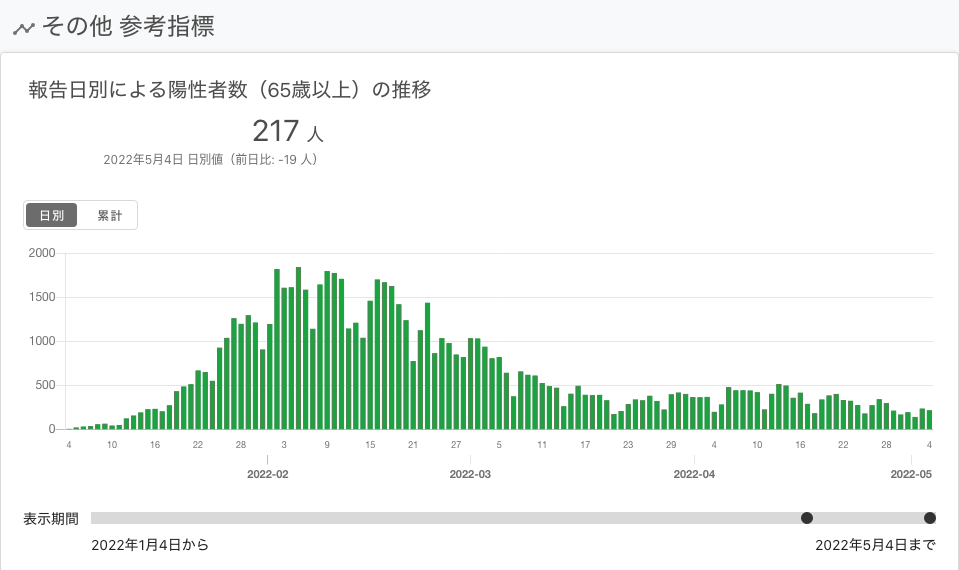 その他 参考指標
報告日別による陽性者数（65歳以上）の推移
217 人
2022年5月4日 日別値（前日比: -19 人）
日別 累計
2000
1500
1000
500
0
4 10 16 22 28 3 9 15 21 27 5 11 17 23 29 4 10 16 22 28 4
2022-02 2022-03 2022-04 2022-05
表示期間
2022年1月4日から 2022年5月4日まで